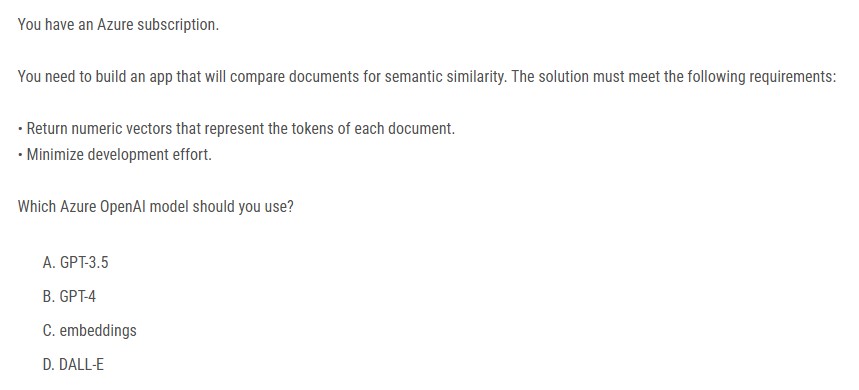 You have an Azure subscription.
You need to build an app that will compare documents for semantic similarity. The solution must meet the following requirements:
• Return numeric vectors that represent the tokens of each document.
• Minimize development effort.
Which Azure OpenAI model should you use?
A. GPT-3.5
B. GPT-4
C. embeddings
D. DALL-E